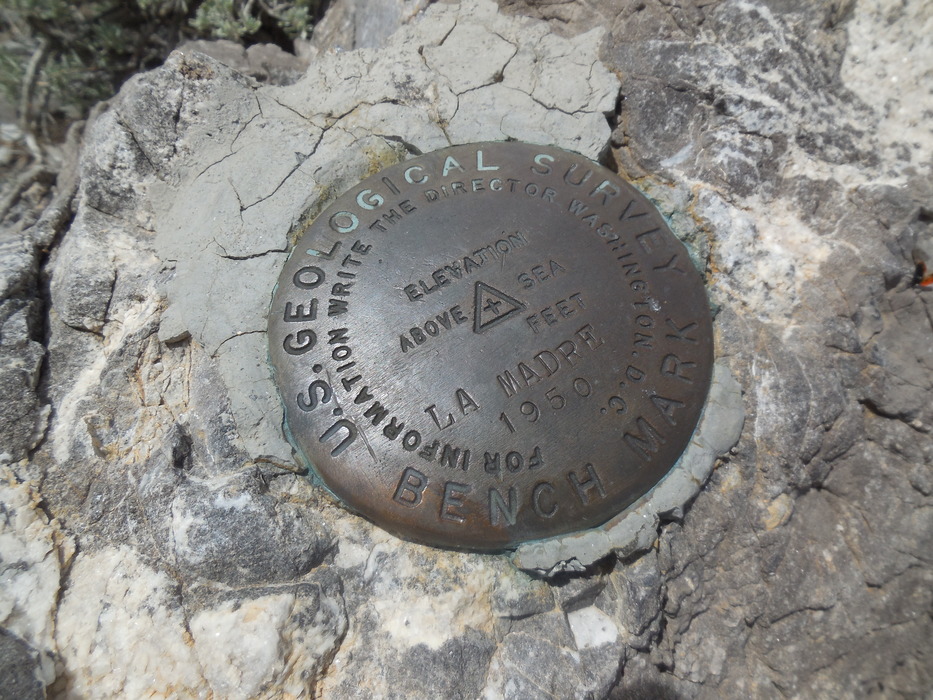 U.S. GEOLOGICAL SURVEY
BENCH MARK
FOR INFORMATION WRITE THE DIRECTOR WASHINGTON, D.C.
ELEVATION
ABOVE SEA
FEET
LA MADRE
1950